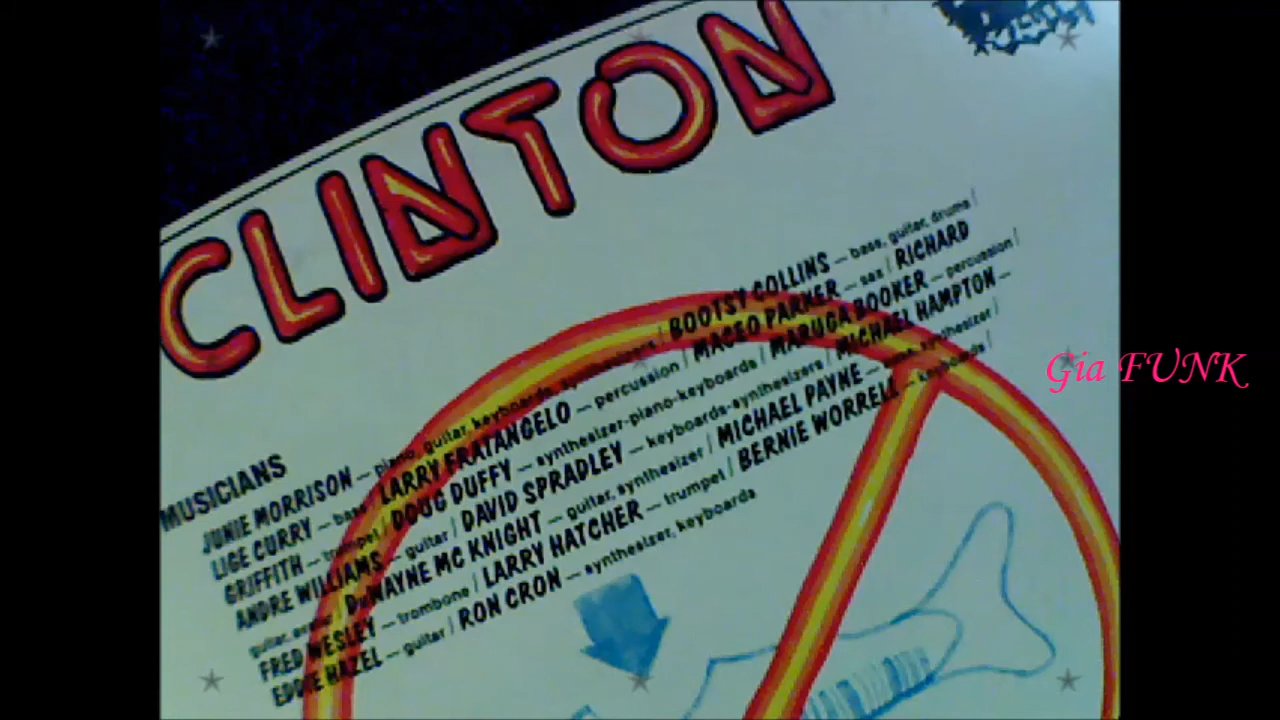 CLINTON
MUSICIANS
JUNIE MORRISON — piano, guitar, keyboards, synthesizers | BOOTSY COLLINS — bass, guitar, drums |
LIGE CURRY — bass | LARRY FRATANGELO — percussion | MACEO PARKER — sax | RICHARD
GRIFFITH — trumpet | DOUG DUFFY — synthesizer-piano-keyboards | MARUGA BOOKER — percussion |
ANDRE WILLIAMS — guitar | DAVID SPRADLEY — keyboards-synthesizers | MICHAEL HAMPTON —
guitar, | DeWAYNE MC KNIGHT — guitar, synthesizer | MICHAEL PAYNE — synthesizer |
FRED WESLEY — trombone | LARRY HATCHER — trumpet | BERNIE WORRELL — keyboards |
EDDIE HAZEL — guitar | RON CRON — synthesizer, keyboards
Gia FUNK